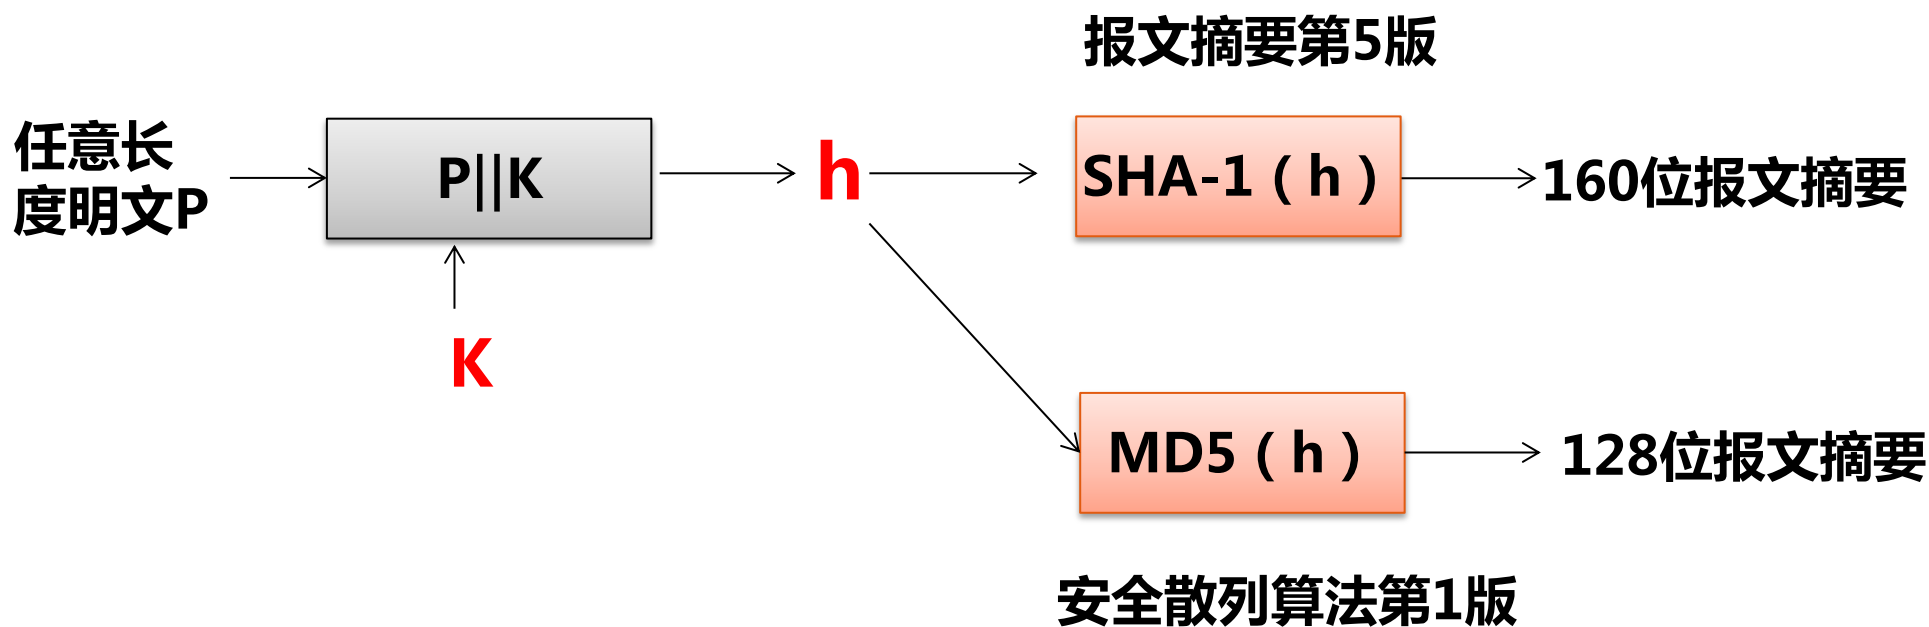 报文摘要第5版
任意长
度明文P
P||K
h
SHA-1（h）
160位报文摘要
K
MD5（h）
128位报文摘要
安全散列算法第1版